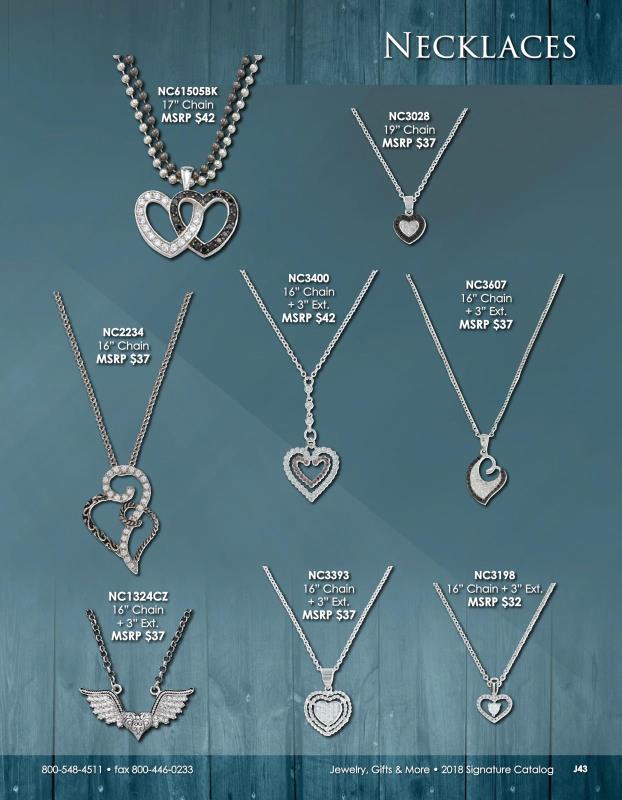 NECKLACES
NC61505BK
17” Chain
MSRP $42
NC3028
19” Chain
MSRP $37
NC3400
16” Chain
+ 3” Ext.
MSRP $42
NC3607
16” Chain
+ 3” Ext.
MSRP $37
NC2234
16” Chain
MSRP $37
NC1324CZ
16” Chain
+ 3” Ext.
MSRP $37
NC3393
16” Chain
+ 3” Ext.
MSRP $37
NC3198
16” Chain + 3” Ext.
MSRP $32
800-548-4511 • fax 800-446-0233
Jewelry, Gifts & More • 2018 Signature Catalog J43